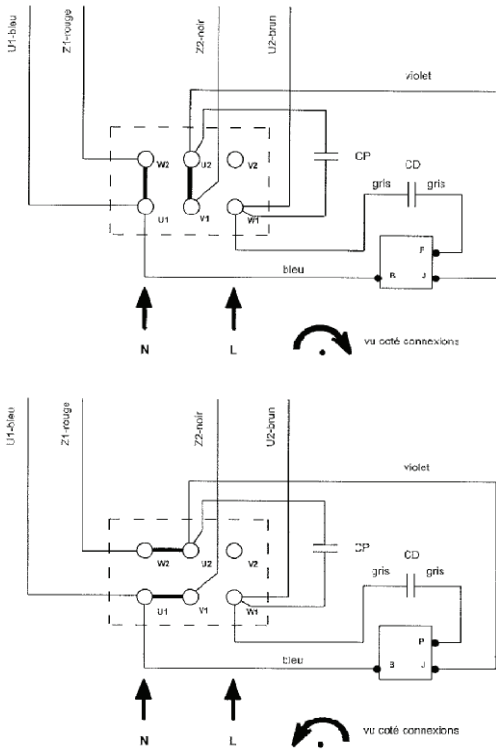 U1-bleu
Z1-rouge
Z2-noir
U2-brun
violet
W2
U2
V2
CP
CD
gris
gris
U1
V1
W1
P
B
J
bleu
N
L
vu coté connexions
U1-bleu
Z1-rouge
Z2-noir
U2-brun
violet
W2
U2
V2
CP
CD
gris
gris
U1
V1
W1
P
B
J
bleu
N
L
vu coté connexions